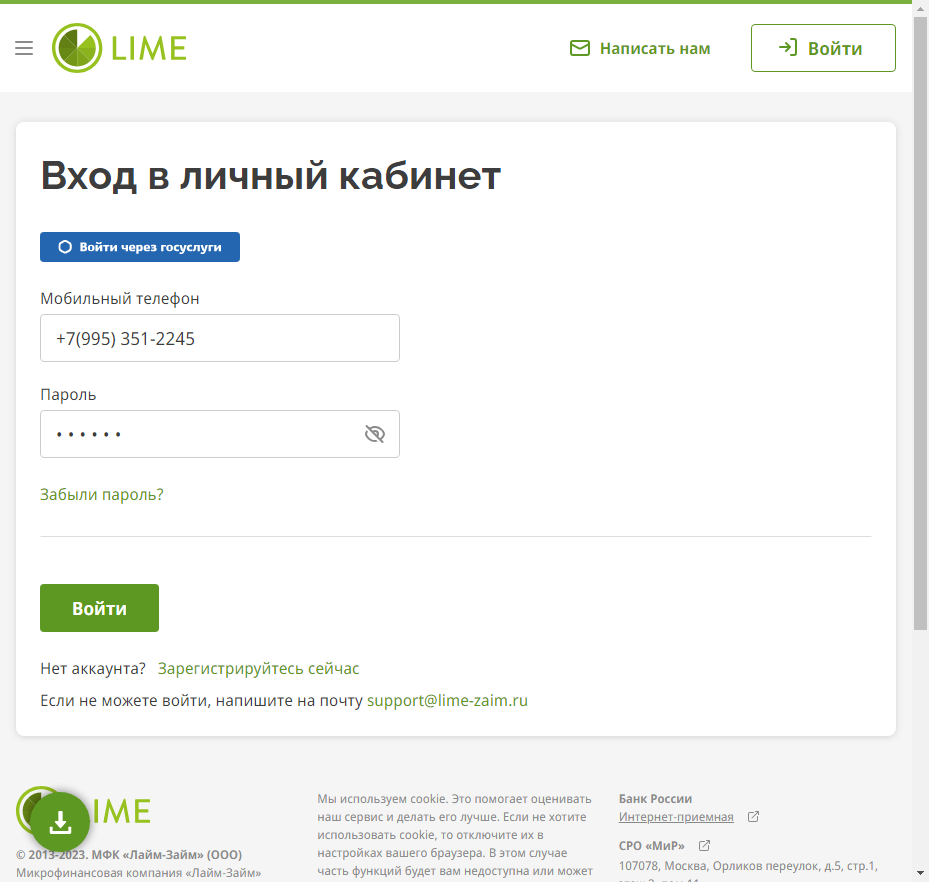 LIME
Написать нам
Войти
Вход в личный кабинет
Войти через госуслуги
Мобильный телефон
+7(995) 351-2245
Пароль
••••••
Забыли пароль?
Войти
Нет аккаунта? Зарегистрируйтесь сейчас
Если не можете войти, напишите на почту support@lime-zaim.ru
IME
© 2013-2023. МФК «Лайм-Займ» (ООО)
Микрофинансовая компания «Лайм-Займ»
Мы используем cookie. Это помогает оценивать
наш сервис и делать его лучше. Если не хотите
использовать cookie, то отключите их в
настройках вашего браузера. В этом случае
часть функций будет вам недоступна или может
Банк России
Интернет-приемная
СРО «МиР»
107078, Москва, Орликов переулок, д.5, стр.1,